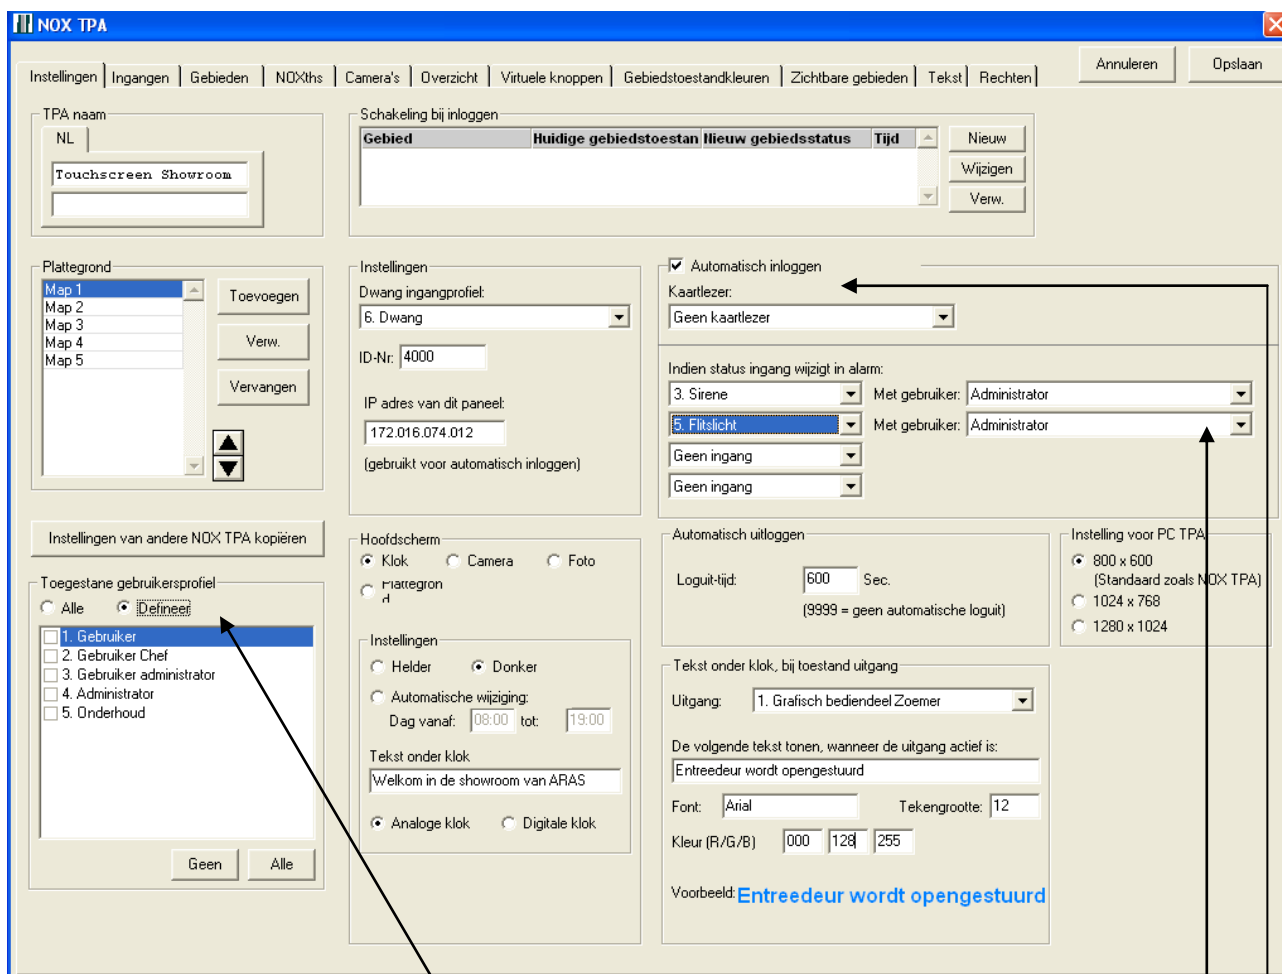 NOX TPA
Annuleren
Opslaan
Instellingen
Ingangen
Gebieden
NOXths
Camera's
Overzicht
Virtuele knoppen
Gebiedstoestandkleuren
Zichtbare gebieden
Tekst
Rechten
TPA naam
NL
Touchscreen Showroom
Schakeling bij inloggen
Gebied Huidige gebiedstoestan Nieuw gebiedsstatus Tijd
Nieuw
Wijzigen
Verw.
Plattegrond
Map 1
Map 2
Map 3
Map 4
Map 5
Toevoegen
Verw.
Vervangen
Instellingen
Dwang ingangprofiel:
6. Dwang
ID-Nr: 4000
IP adres van dit paneel:
172.016.074.012
(gebruikt voor automatisch inloggen)
Automatisch inloggen
Kaartlezer:
Geen kaartlezer
Indien status ingang wijzigt in alarm:
3. Sirene Met gebruiker: Administrator
5. Flitslicht Met gebruiker: Administrator
Geen ingang
Geen ingang
Instellingen van andere NOX TPA kopiëren
Toegestane gebruikersprofiel
Alle Defineer
1. Gebruiker
2. Gebruiker Chef
3. Gebruiker administrator
4. Administrator
5. Onderhoud
Geen Alle
Hoofdscherm
Klok Camera Foto
Plattegron
d
Instellingen
Helder Donker
Automatische wijziging:
Dag vanaf: 08:00 tot: 19:00
Tekst onder klok
Welkom in de showroom van ARAS
Analoge klok Digitale klok
Automatisch uitloggen
Loguit-tijd: 600 Sec.
(9999 = geen automatische loguit)
Instelling voor PC TPA
800 x 600
(Standaard zoals NOX TPA)
1024 x 768
1280 x 1024
Tekst onder klok, bij toestand uitgang
Uitgang: 1. Grafisch bediendeel Zoemer
De volgende tekst tonen, wanneer de uitgang actief is:
Entreedeur wordt opengestuurd
Font: Arial Tekengrootte: 12
Kleur (R/G/B) 000 128 255
Voorbeeld: Entreedeur wordt opengestuurd